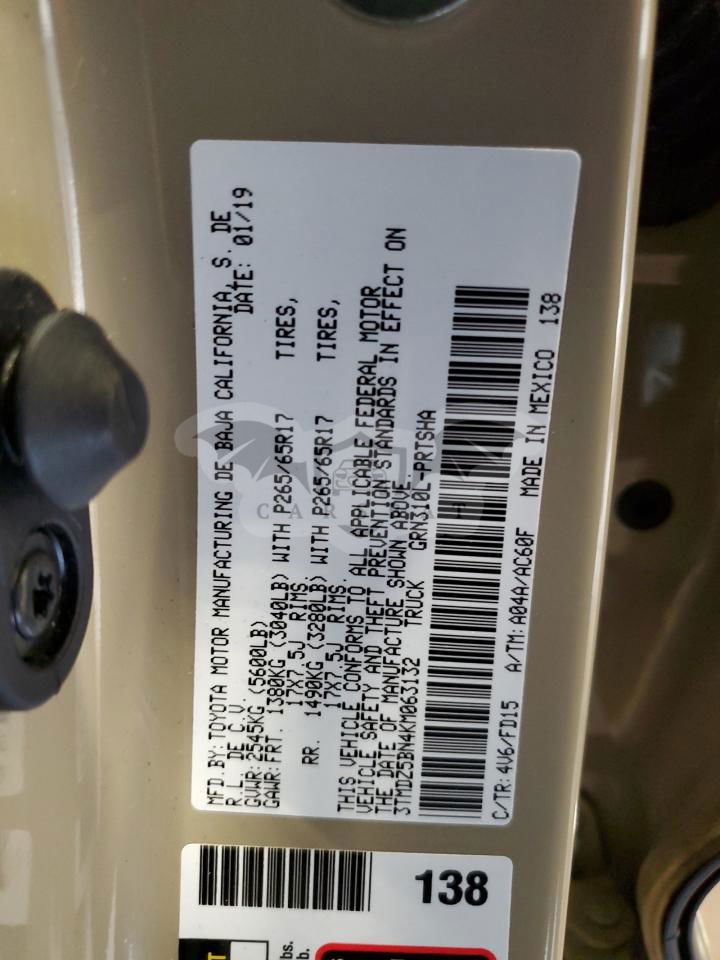 MFD.BY:TOYOTA MOTOR MANUFACTURING DE BAJA CALIFORNIA, S. DE
R.L. DE C.V. DATE: 01/19
GVWR:2545KG (5600LB)
GAWR:FRT. 1380KG (3040LB) WITH P265/65R17 TIRES,
17X7.5J RIMS.
RR. 1490KG (3280LB) WITH P265/65R17 TIRES,
17X7.5J RIMS.
THIS VEHICLE CONFORMS TO ALL APPLICABLE FEDERAL MOTOR
VEHICLE SAFETY AND THEFT PREVENTION STANDARDS IN EFFECT ON
THE DATE OF MANUFACTURE SHOWN ABOVE.
3TMDZ5BN4KM063132 TRUCK GRN310L-PRTSHA
C/TR:4V6/FD15 A/TM:A04A/AC60F MADE IN MEXICO 138
138